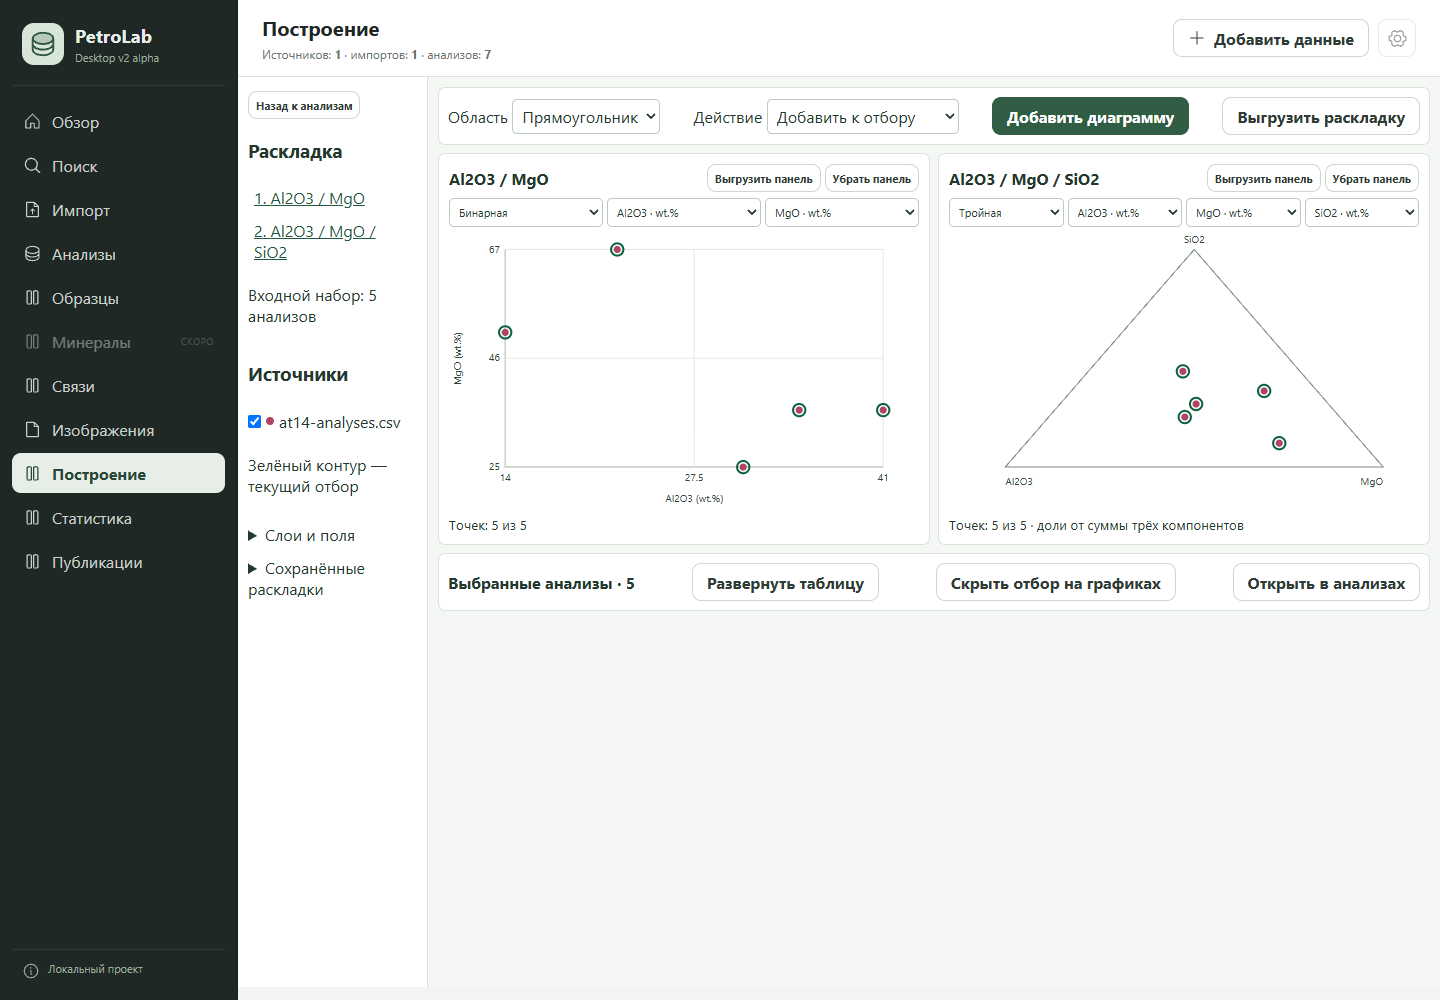 PetroLab
Desktop v2 alpha
Обзор
Поиск
Импорт
Анализы
Образцы
Минералы СКОРО
Связи
Изображения
Построение
Статистика
Публикации
Локальный проект
Построение
Источников: 1 · импортов: 1 · анализов: 7
Добавить данные
Назад к анализам
Раскладка
1. Al2O3 / MgO
2. Al2O3 / MgO /
SiO2
Входной набор: 5
анализов
Источники
at14-analyses.csv
Зелёный контур —
текущий отбор
Слои и поля
Сохранённые
раскладки
Область Прямоугольник Действие Добавить к отбору Добавить диаграмму Выгрузить раскладку
Al2O3 / MgO Выгрузить панель Убрать панель
Бинарная Al2O3 · wt.% MgO · wt.%
67
46
25
MgO (wt.%)
14 27.5 41
Al2O3 (wt.%)
Точек: 5 из 5
Al2O3 / MgO / SiO2 Выгрузить панель Убрать панель
Тройная Al2O3 · wt.% MgO · wt.% SiO2 · wt.%
SiO2
Al2O3 MgO
Точек: 5 из 5 · доли от суммы трёх компонентов
Выбранные анализы · 5 Развернуть таблицу Скрыть отбор на графиках Открыть в анализах